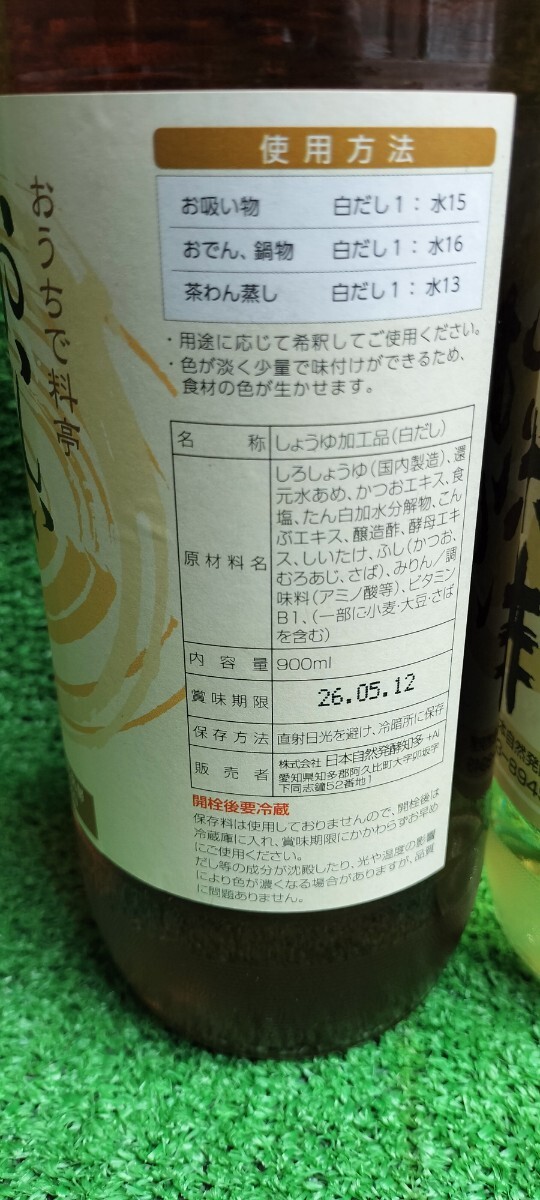 おうちで料亭
使用方法
お吸い物 白だし1：水15
おでん、鍋物 白だし1：水16
茶わん蒸し 白だし1：水13
・用途に応じて希釈してご使用ください。
・色が淡く少量で味付けができるため、
食材の色が生かせます。
名称 しょうゆ加工品(白だし)
原材料名 しろしょうゆ(国内製造)、還
元水あめ、かつおエキス、食
塩、たん白加水分解物、こん
ぶエキス、醸造酢、酵母エキ
ス、しいたけ、ふし(かつお、
むろあじ、さば)、みりん/調
味料(アミノ酸等)、ビタミン
B1、(一部に小麦・大豆・さば
を含む)
内容量 900ml
賞味期限 26.05.12
保存方法 直射日光を避け、冷暗所に保存
販売者 株式会社 日本自然発酵知多 +Ai
愛知県知多郡阿久比町大字卯坂字
下同志鐘52番地1
開栓後要冷蔵
保存料は使用しておりませんので、開栓後は
冷蔵庫に入れ、賞味期限にかかわらずお早め
にご使用ください。
だし等の成分が沈殿したり、光や温度の影響
により色が濃くなる場合がありますが、品質
に問題ありません。